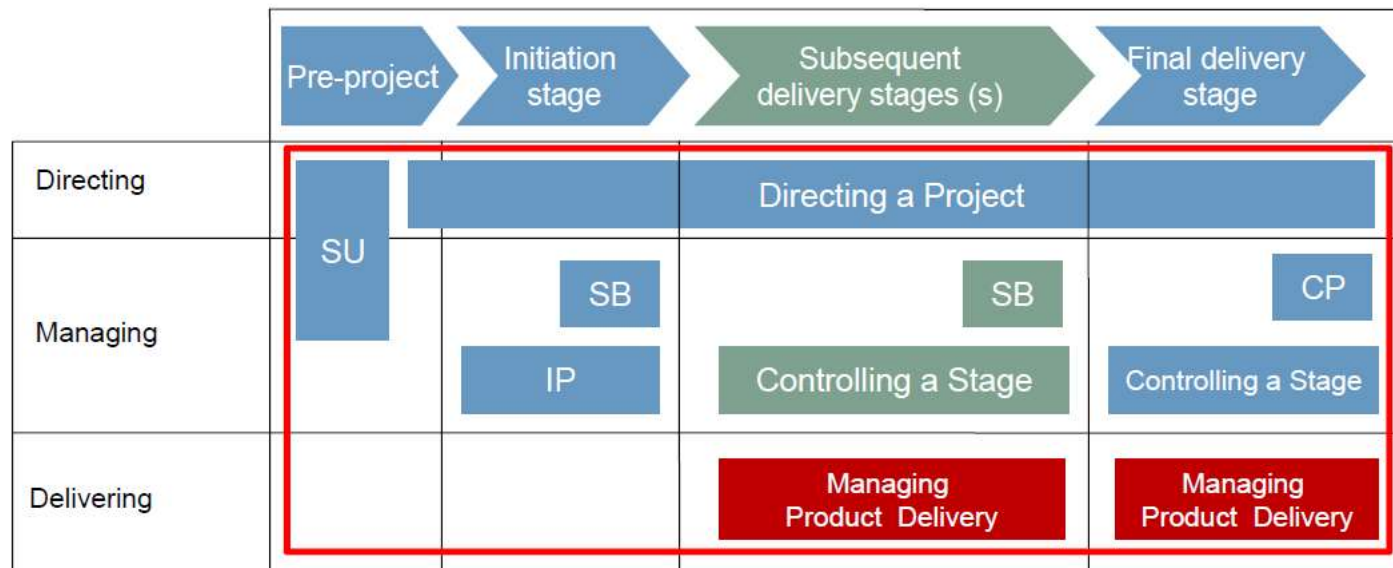 Pre-project
Initiation
stage
Subsequent
delivery stages (s)
Final delivery
stage
Directing
SU
Directing a Project
Managing
SB
SB
CP
IP
Controlling a Stage
Controlling a Stage
Delivering
Managing
Product Delivery
Managing
Product Delivery